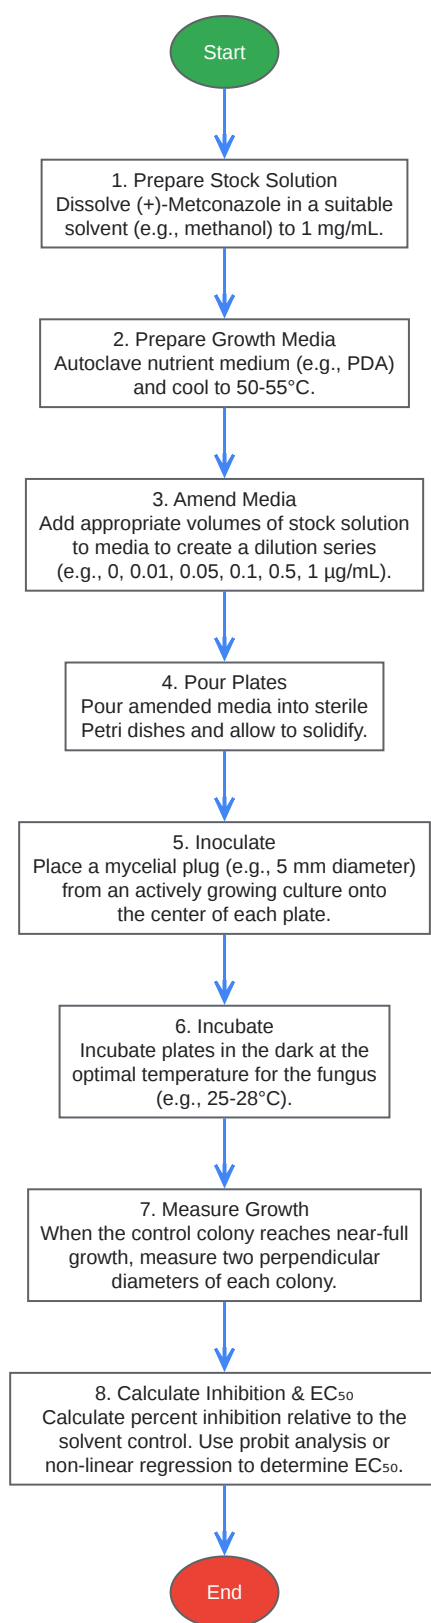 Start
1. Prepare Stock Solution
Dissolve (+)-Metconazole in a suitable
solvent (e.g., methanol) to 1 mg/mL.
2. Prepare Growth Media
Autoclave nutrient medium (e.g., PDA)
and cool to 50-55°C.
3. Amend Media
Add appropriate volumes of stock solution
to media to create a dilution series
(e.g., 0, 0.01, 0.05, 0.1, 0.5, 1 µg/mL).
4. Pour Plates
Pour amended media into sterile
Petri dishes and allow to solidify.
5. Inoculate
Place a mycelial plug (e.g., 5 mm diameter)
from an actively growing culture onto
the center of each plate.
6. Incubate
Incubate plates in the dark at the
optimal temperature for the fungus
(e.g., 25-28°C).
7. Measure Growth
When the control colony reaches near-full
growth, measure two perpendicular
diameters of each colony.
8. Calculate Inhibition & EC₅₀
Calculate percent inhibition relative to the
solvent control. Use probit analysis or
non-linear regression to determine EC₅₀.
End